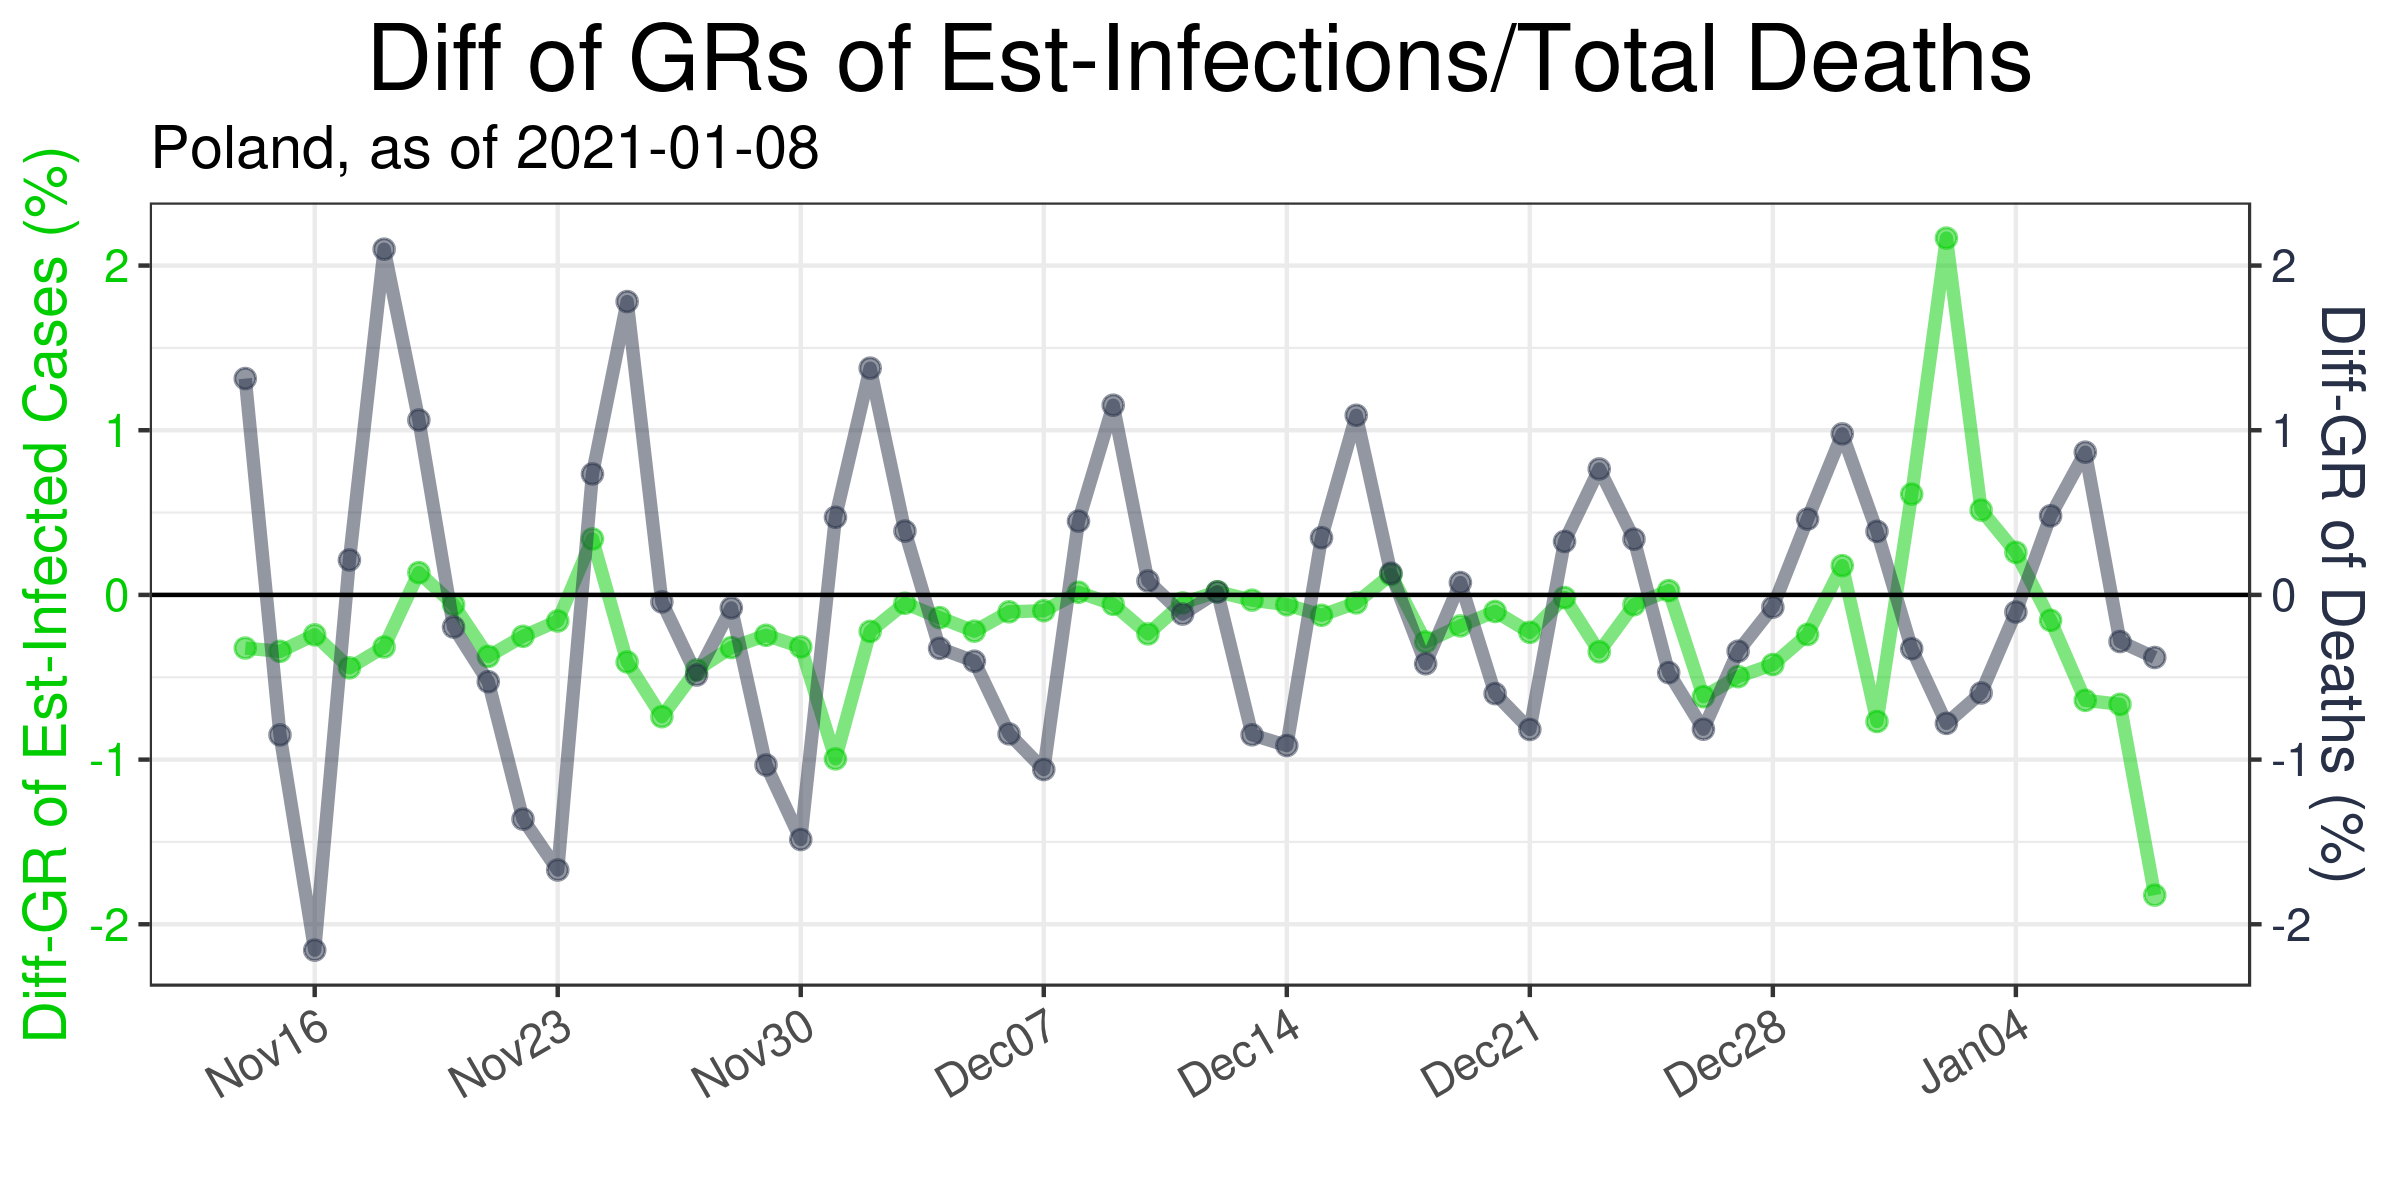 Diff of GRs of Est-Infections/Total Deaths
Poland, as of 2021-01-08
Diff-GR of Est-Infected Cases (%)
2
1
0
-1
-2
2
1
0
-1
-2
Diff-GR of Deaths (%)
Nov16
Nov23
Nov30
Dec07
Dec14
Dec21
Dec28
Jan04